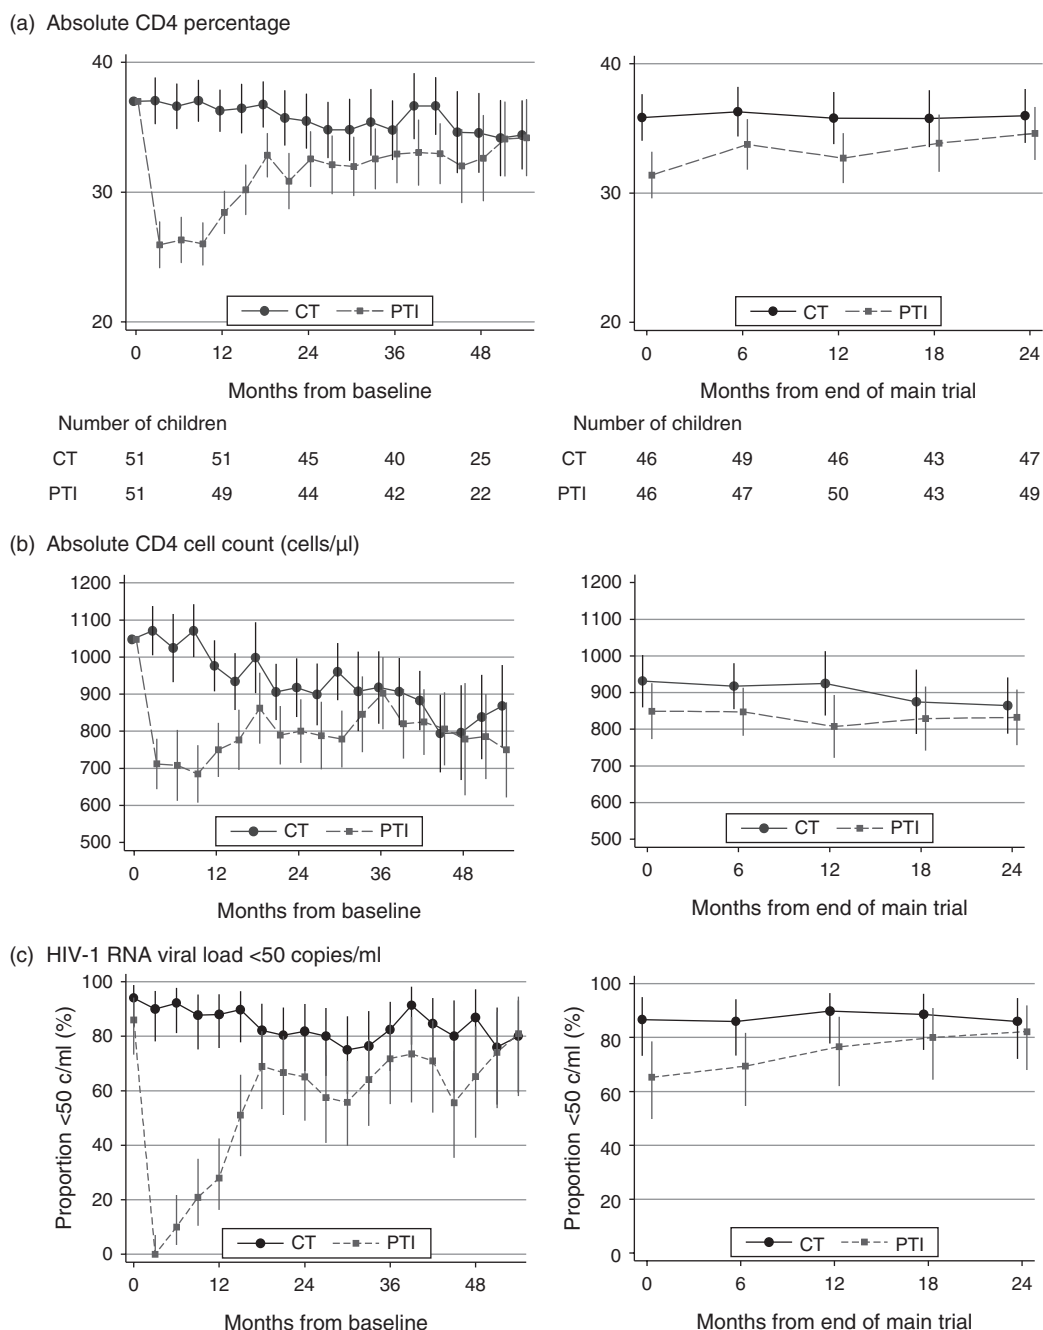 (a) Absolute CD4 percentage
40
30
20
CT PTI
0 12 24 36 48
Months from baseline
40
30
20
CT PTI
0 6 12 18 24
Months from end of main trial
Number of children
CT 51 51 45 40 25
PTI 51 49 44 42 22
Number of children
CT 46 49 46 43 47
PTI 46 47 50 43 49
(b) Absolute CD4 cell count (cells/µl)
1200
1100
1000
900
800
700
600
500
CT PTI
0 12 24 36 48
Months from baseline
1200
1100
1000
900
800
700
600
500
CT PTI
0 6 12 18 24
Months from end of main trial
(c) HIV-1 RNA viral load <50 copies/ml
Proportion <50 c/ml (%)
100
80
60
40
20
0
CT PTI
0 12 24 36 48
Months from baseline
Proportion <50 c/ml (%)
100
80
60
40
20
0
CT PTI
0 6 12 18 24
Months from end of main trial